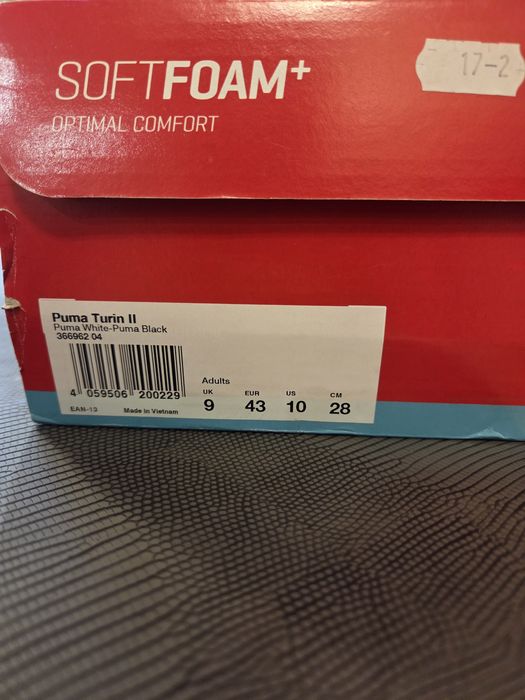 17-2
SOFTFOAM+
OPTIMAL COMFORT
Puma Turin II
Puma White-Puma Black
366962 04
4 059506 200229
EAN-13 Made in Vietnam
Adults
UK EUR US CM
9 43 10 28